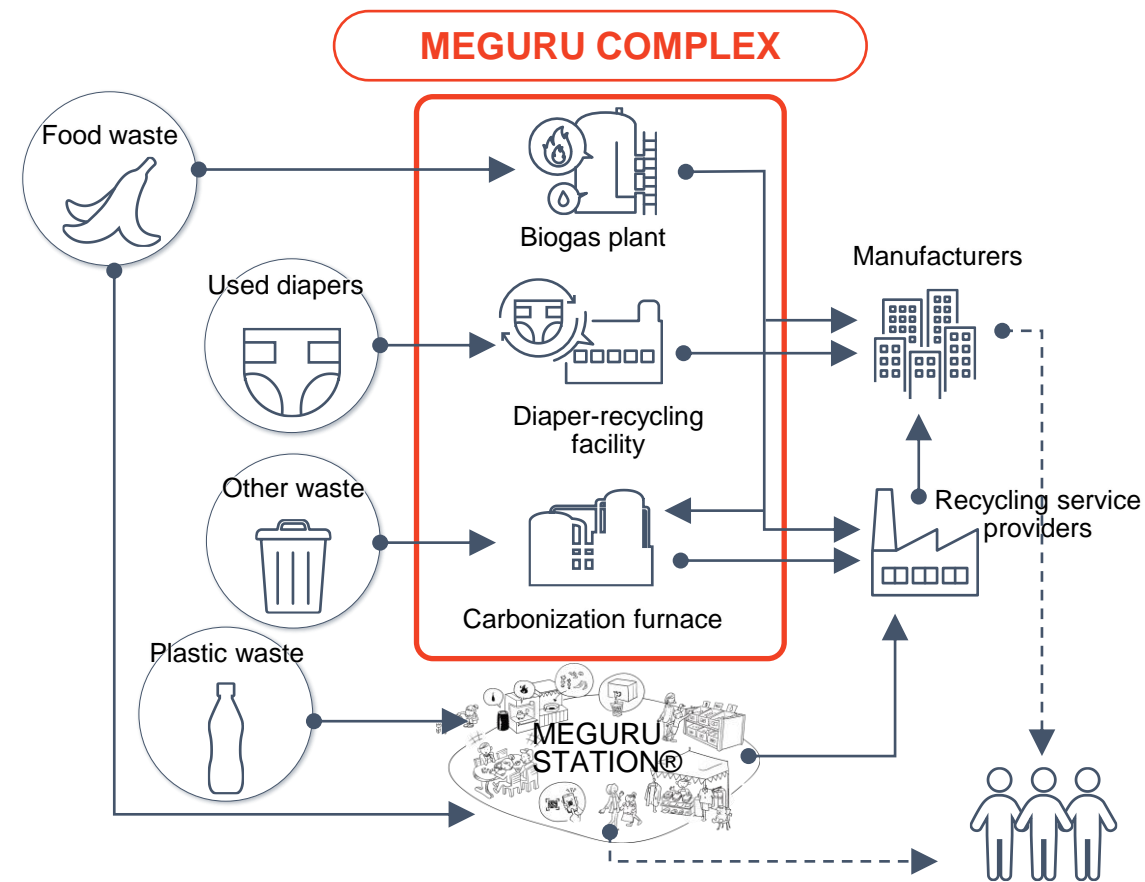 MEGURU COMPLEX
Food waste
Biogas plant
Manufacturers
Used diapers
Diaper-recycling
facility
Other waste
Recycling service
providers
Carbonization furnace
Plastic waste
MEGURU
STATION®